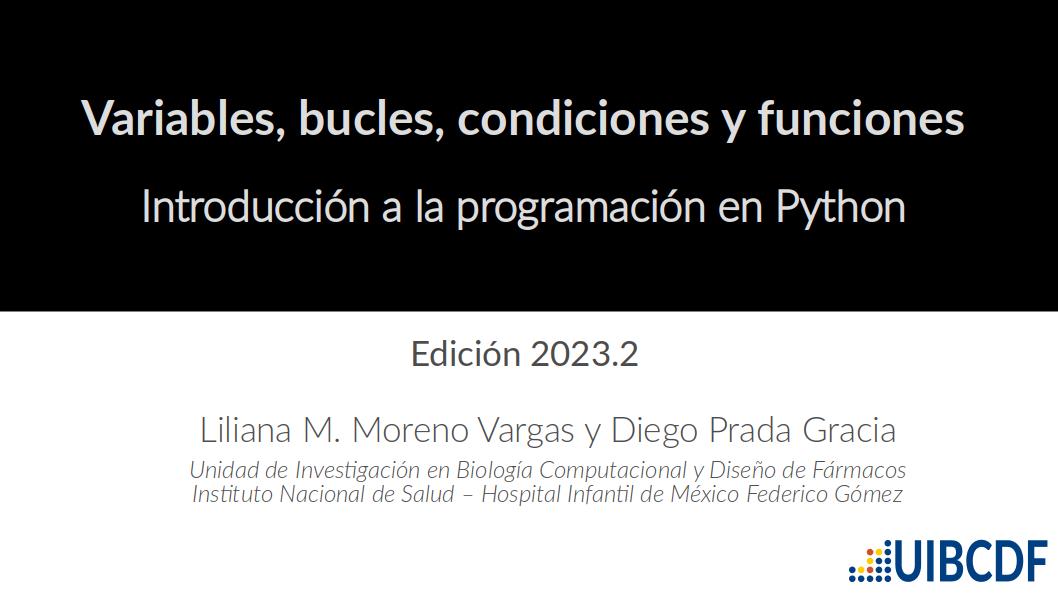 Variables, bucles, condiciones y funciones
Introducción a la programación en Python
Edición 2023.2
Liliana M. Moreno Vargas y Diego Prada Gracia
Unidad de Investigación en Biología Computacional y Diseño de Fármacos
Instituto Nacional de Salud – Hospital Infantil de México Federico Gómez
UIBCDF